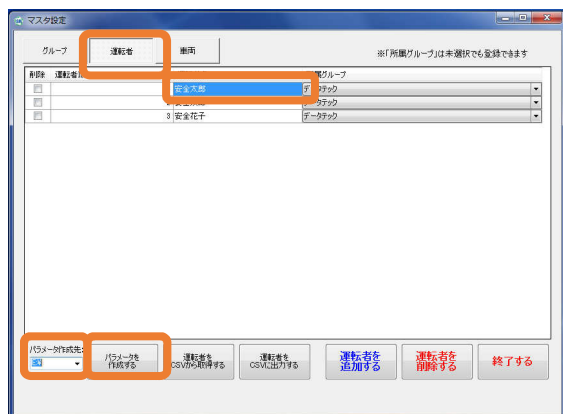 マスタ設定
グループ 運転者 車両 ※「所属グループ」は未選択でも登録できます
削除 運転者 属グループ
安全太郎 データテック
データテック
3 安全花子 データテック
パラメータ作成先:
パラメータを
作成する
運転者を
CSVから取得する
運転者を
CSVに出力する
運転者を
追加する
運転者を
削除する
終了する